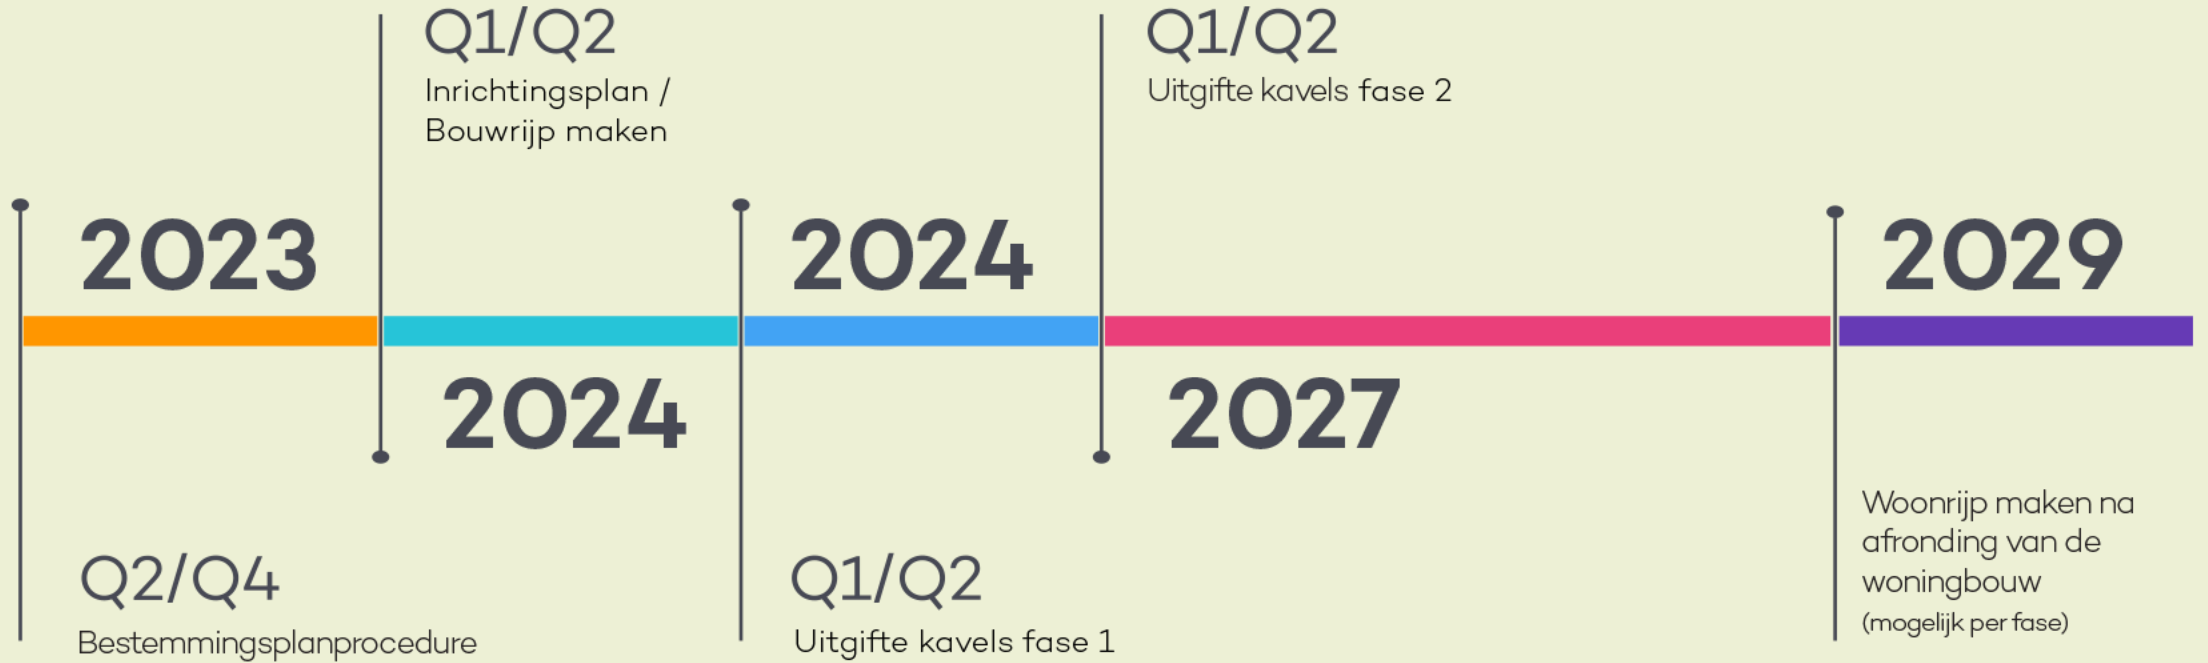 Q1/Q2
Inrichtingsplan /
Bouwrijp maken
Q1/Q2
Uitgifte kavels fase 2
2023
2024
2029
2024
2027
Q2/Q4
Bestemmingsplanprocedure
Q1/Q2
Uitgifte kavels fase 1
Woonrijp maken na
afronding van de
woningbouw
(mogelijk per fase)